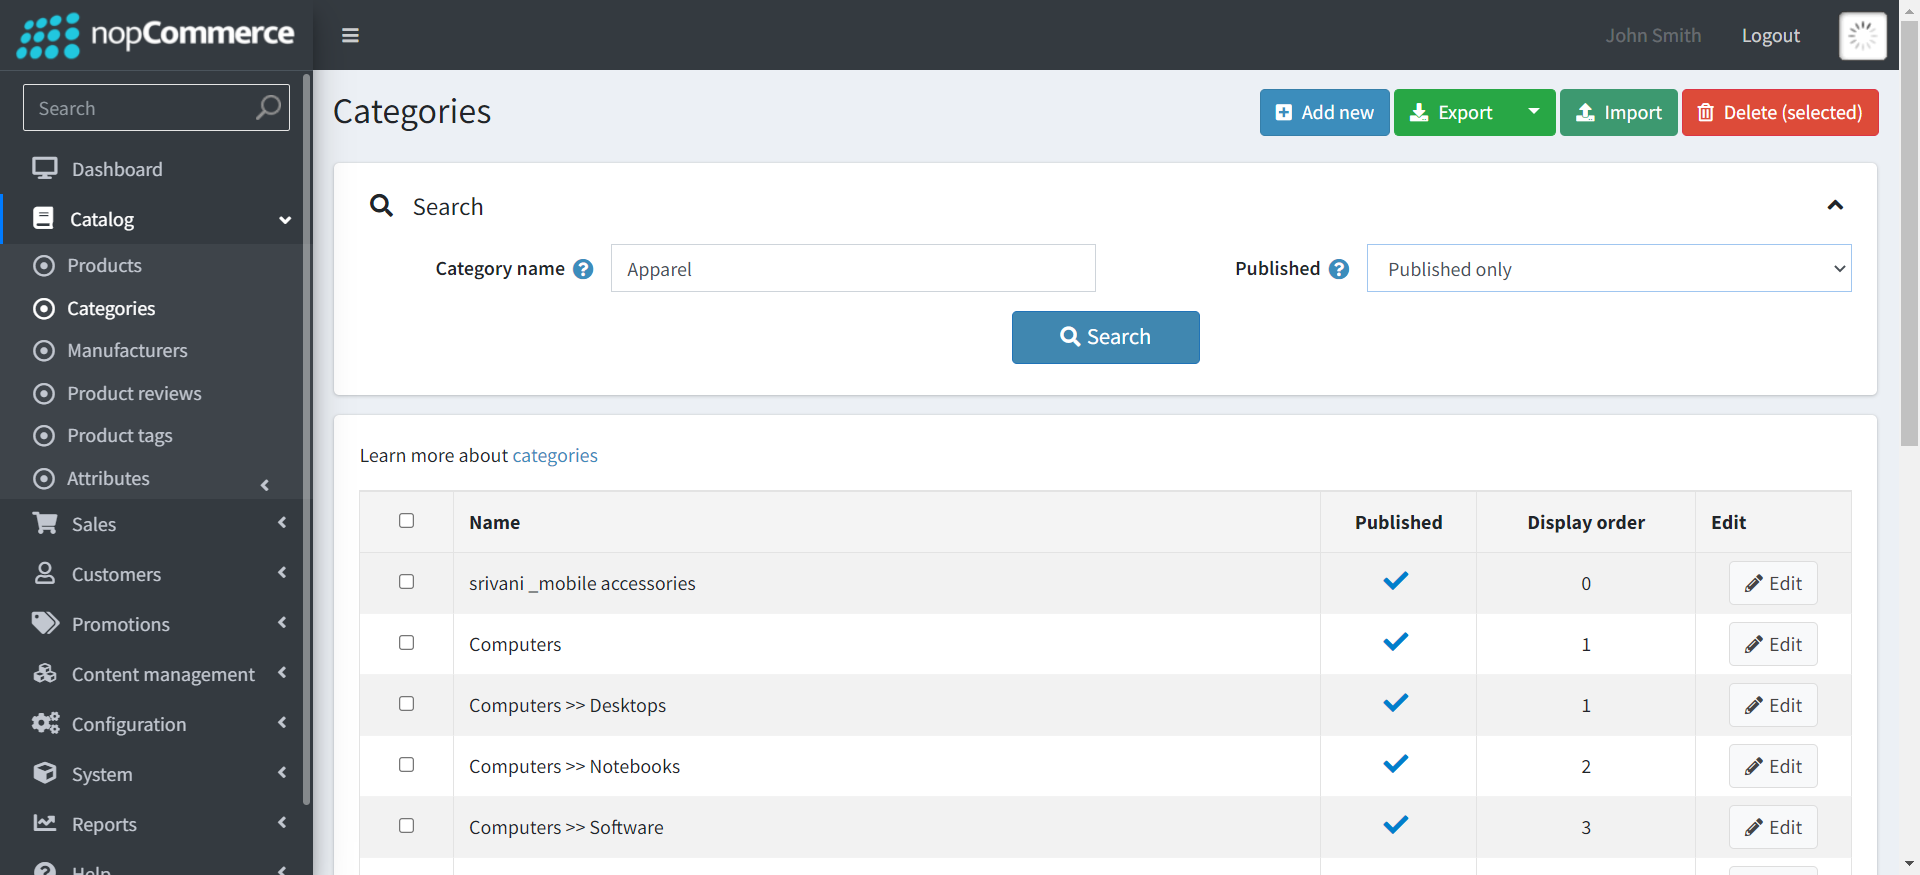 nopCommerce
John Smith
Logout
Search
Dashboard
Catalog
Products
Categories
Manufacturers
Product reviews
Product tags
Attributes
Sales
Customers
Promotions
Content management
Configuration
System
Reports
Help
Categories
Add new
Export
Import
Delete (selected)
Search
Category name
Apparel
Published
Published only
Search
Learn more about categories
Name Published Display order Edit
srivani _mobile accessories 0 Edit
Computers 1 Edit
Computers >> Desktops 1 Edit
Computers >> Notebooks 2 Edit
Computers >> Software 3 Edit